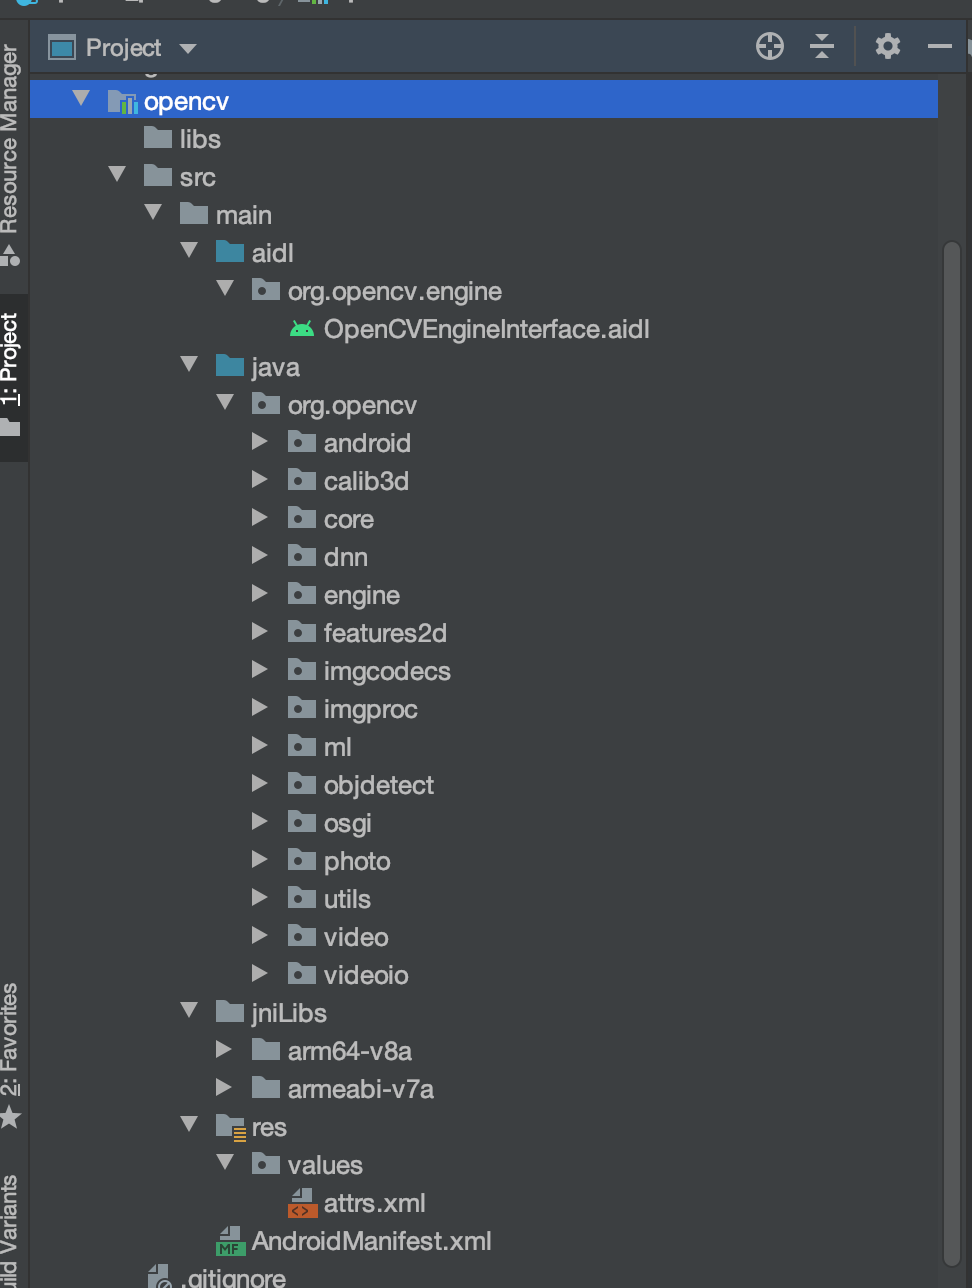 Project
opencv
libs
src
main
aidl
org.opencv.engine
OpenCVEngineInterface.aidl
java
org.opencv
android
calib3d
core
dnn
engine
features2d
imgcodecs
imgproc
ml
objdetect
osgi
photo
utils
video
videoio
jniLibs
arm64-v8a
armeabi-v7a
res
values
<> attrs.xml
MF AndroidManifest.xml
.gitignore
Resource Manager
1: Project
2: Favorites
Variants